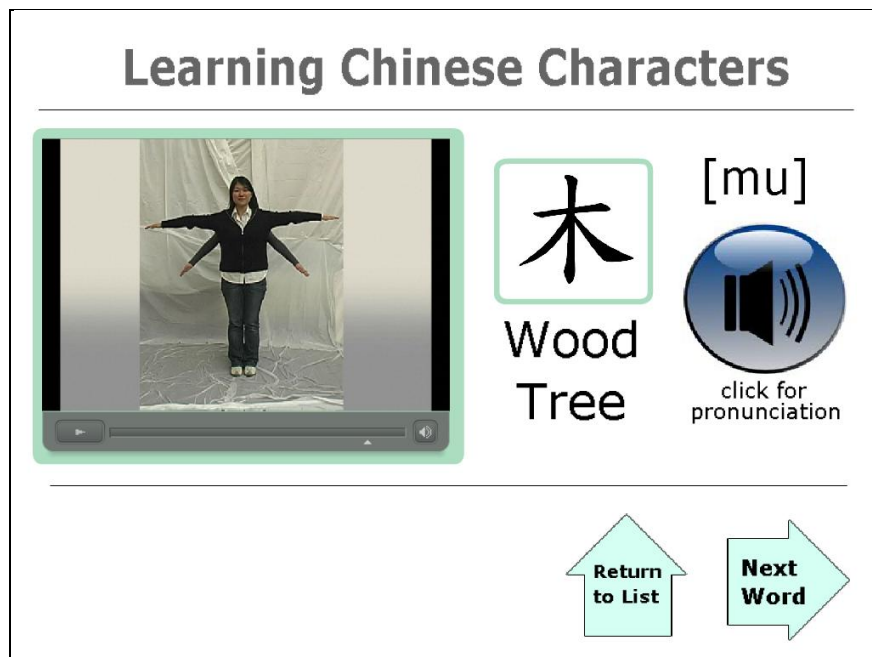 Learning Chinese Characters
木
[mu]
Wood
Tree
click for
pronunciation
Return
to List
Next
Word